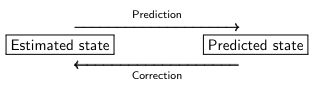 Prediction
Estimated state
Predicted state
Correction